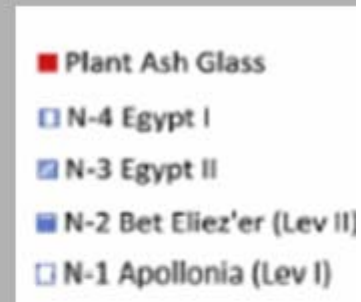 Plant Ash Glass
N-4 Egypt I
N-3 Egypt II
N-2 Bet Eliez'er (Lev II)
N-1 Apollonia (Lev I)